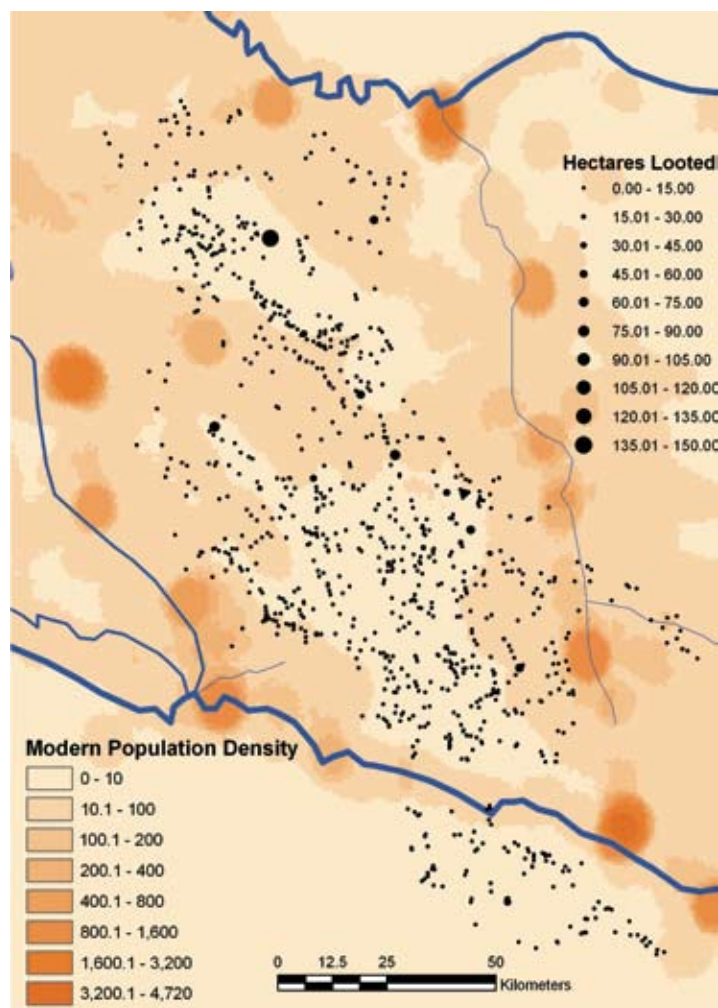 Hectares Looted
0.00 - 15.00
15.01 - 30.00
30.01 - 45.00
45.01 - 60.00
60.01 - 75.00
75.01 - 90.00
90.01 - 105.00
105.01 - 120.00
120.01 - 135.00
135.01 - 150.00
Modern Population Density
0 - 10
10.1 - 100
100.1 - 200
200.1 - 400
400.1 - 800
800.1 - 1,600
1,600.1 - 3,200
3,200.1 - 4,720
0 12.5 25 50
Kilometers